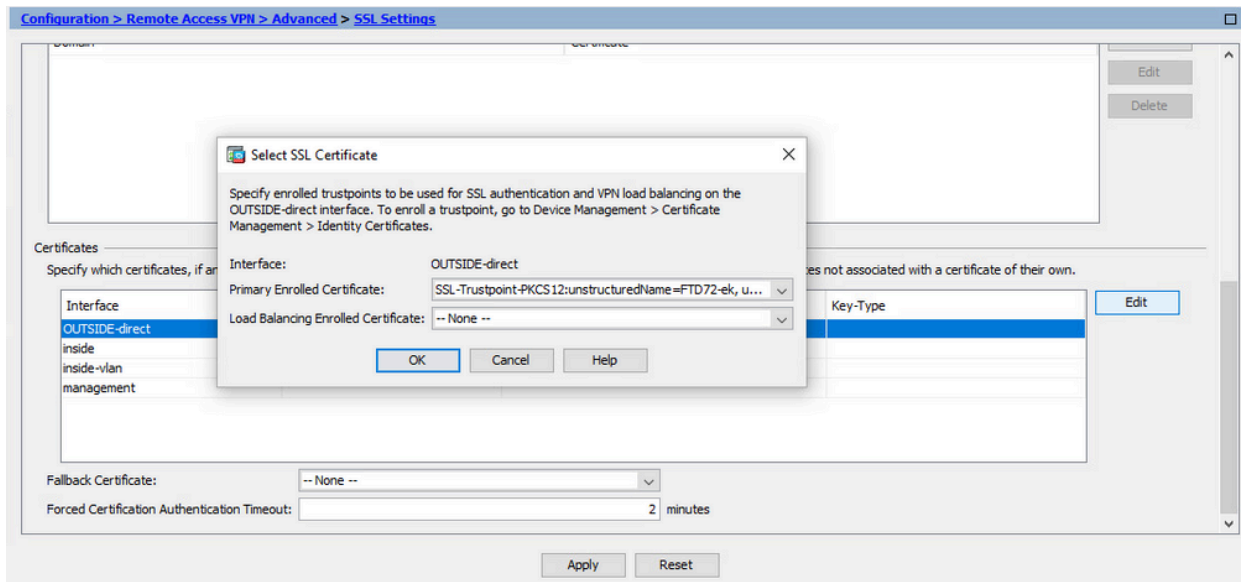 Configuration > Remote Access VPN > Advanced > SSL Settings
Edit
Delete
Select SSL Certificate
Specify enrolled trustpoints to be used for SSL authentication and VPN load balancing on the
OUTSIDE-direct interface. To enroll a trustpoint, go to Device Management > Certificate
Management > Identity Certificates.
Interface: OUTSIDE-direct
Primary Enrolled Certificate: SSL-Trustpoint-PKCS12:unstructuredName=FTD72-ek, u...
Load Balancing Enrolled Certificate: -- None --
OK Cancel Help
Certificates
Specify which certificates, if not associated with a certificate of their own.
Interface Key-Type
Edit
OUTSIDE-direct
inside
inside-vlan
management
Fallback Certificate: -- None --
Forced Certification Authentication Timeout: 2 minutes
Apply Reset